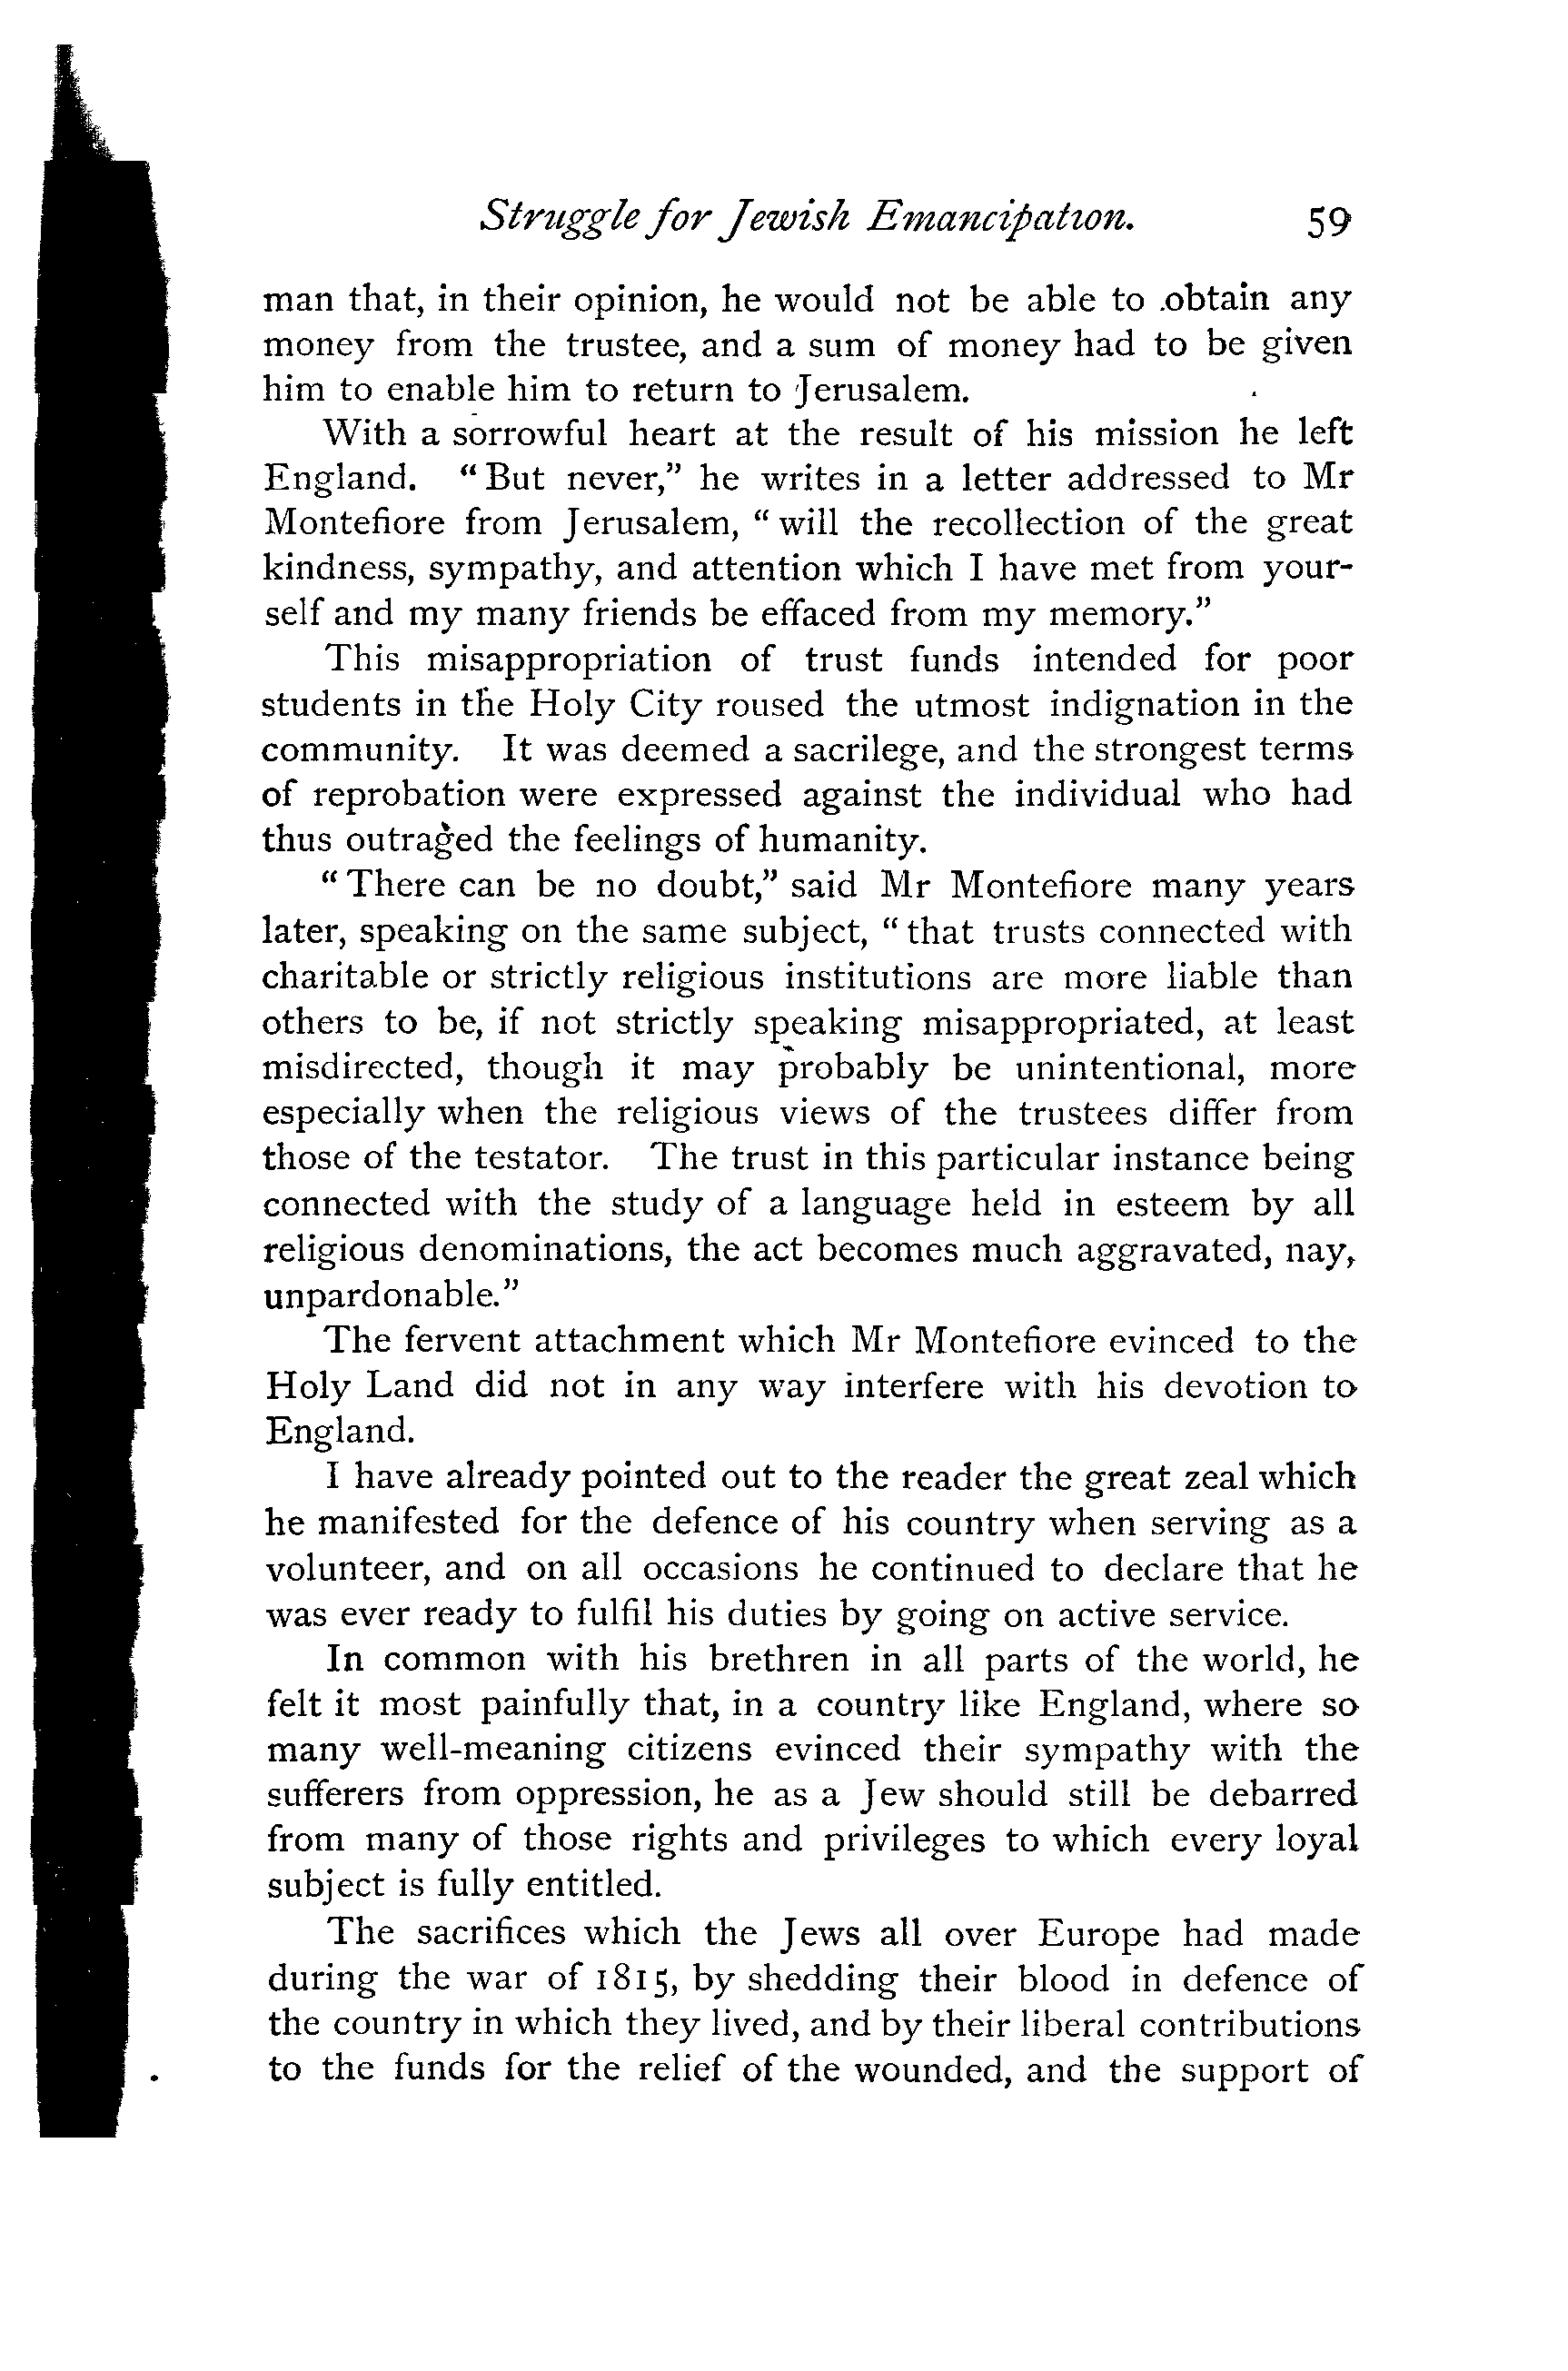 Struggle for Jewish Emancipation. 59
man that, in their opinion, he would not be able to obtain any
money from the trustee, and a sum of money had to be given
him to enable him to return to Jerusalem.
With a sorrowful heart at the result of his mission he left
England. "But never," he writes in a letter addressed to Mr
Montefiore from Jerusalem, "will the recollection of the great
kindness, sympathy, and attention which I have met from your-
self and my many friends be effaced from my memory."
This misappropriation of trust funds intended for poor
students in the Holy City roused the utmost indignation in the
community. It was deemed a sacrilege, and the strongest terms
of reprobation were expressed against the individual who had
thus outraged the feelings of humanity.
"There can be no doubt," said Mr Montefiore many years
later, speaking on the same subject, "that trusts connected with
charitable or strictly religious institutions are more liable than
others to be, if not strictly speaking misappropriated, at least
misdirected, though it may probably be unintentional, more
especially when the religious views of the trustees differ from
those of the testator. The trust in this particular instance being
connected with the study of a language held in esteem by all
religious denominations, the act becomes much aggravated, nay,
unpardonable."
The fervent attachment which Mr Montefiore evinced to the
Holy Land did not in any way interfere with his devotion to
England.
I have already pointed out to the reader the great zeal which
he manifested for the defence of his country when serving as a
volunteer, and on all occasions he continued to declare that he
was ever ready to fulfil his duties by going on active service.
In common with his brethren in all parts of the world, he
felt it most painfully that, in a country like England, where so
many well-meaning citizens evinced their sympathy with the
sufferers from oppression, he as a Jew should still be debarred
from many of those rights and privileges to which every loyal
subject is fully entitled.
The sacrifices which the Jews all over Europe had made
during the war of 1815, by shedding their blood in defence of
the country in which they lived, and by their liberal contributions
to the funds for the relief of the wounded, and the support of